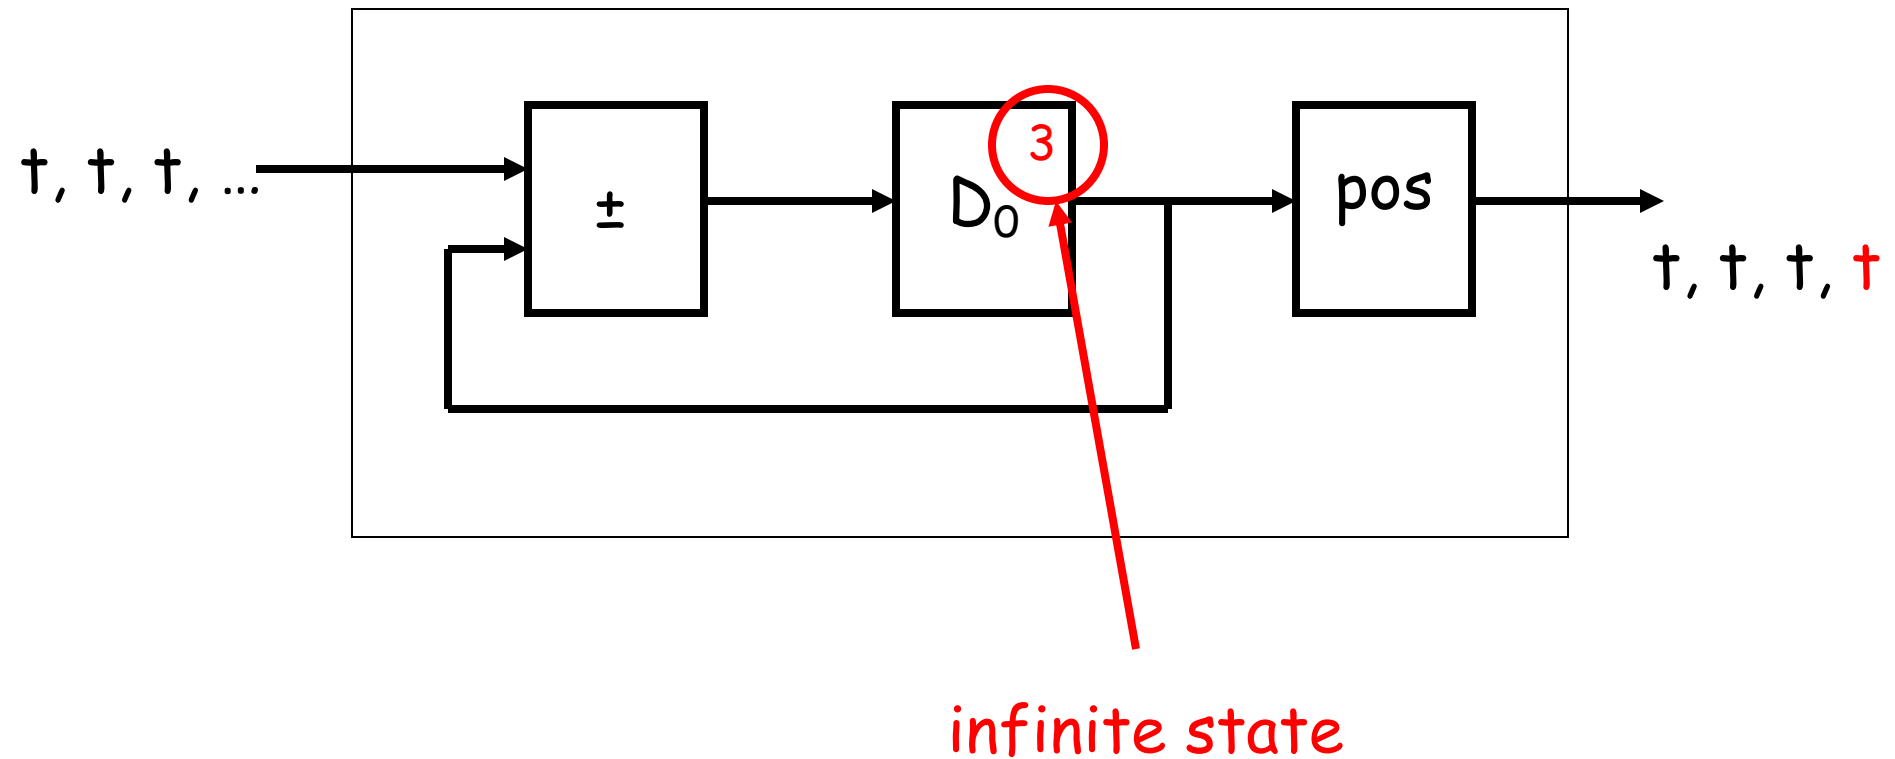 t, t, t, ...
±
D0
3
pos
t, t, t, t
infinite state